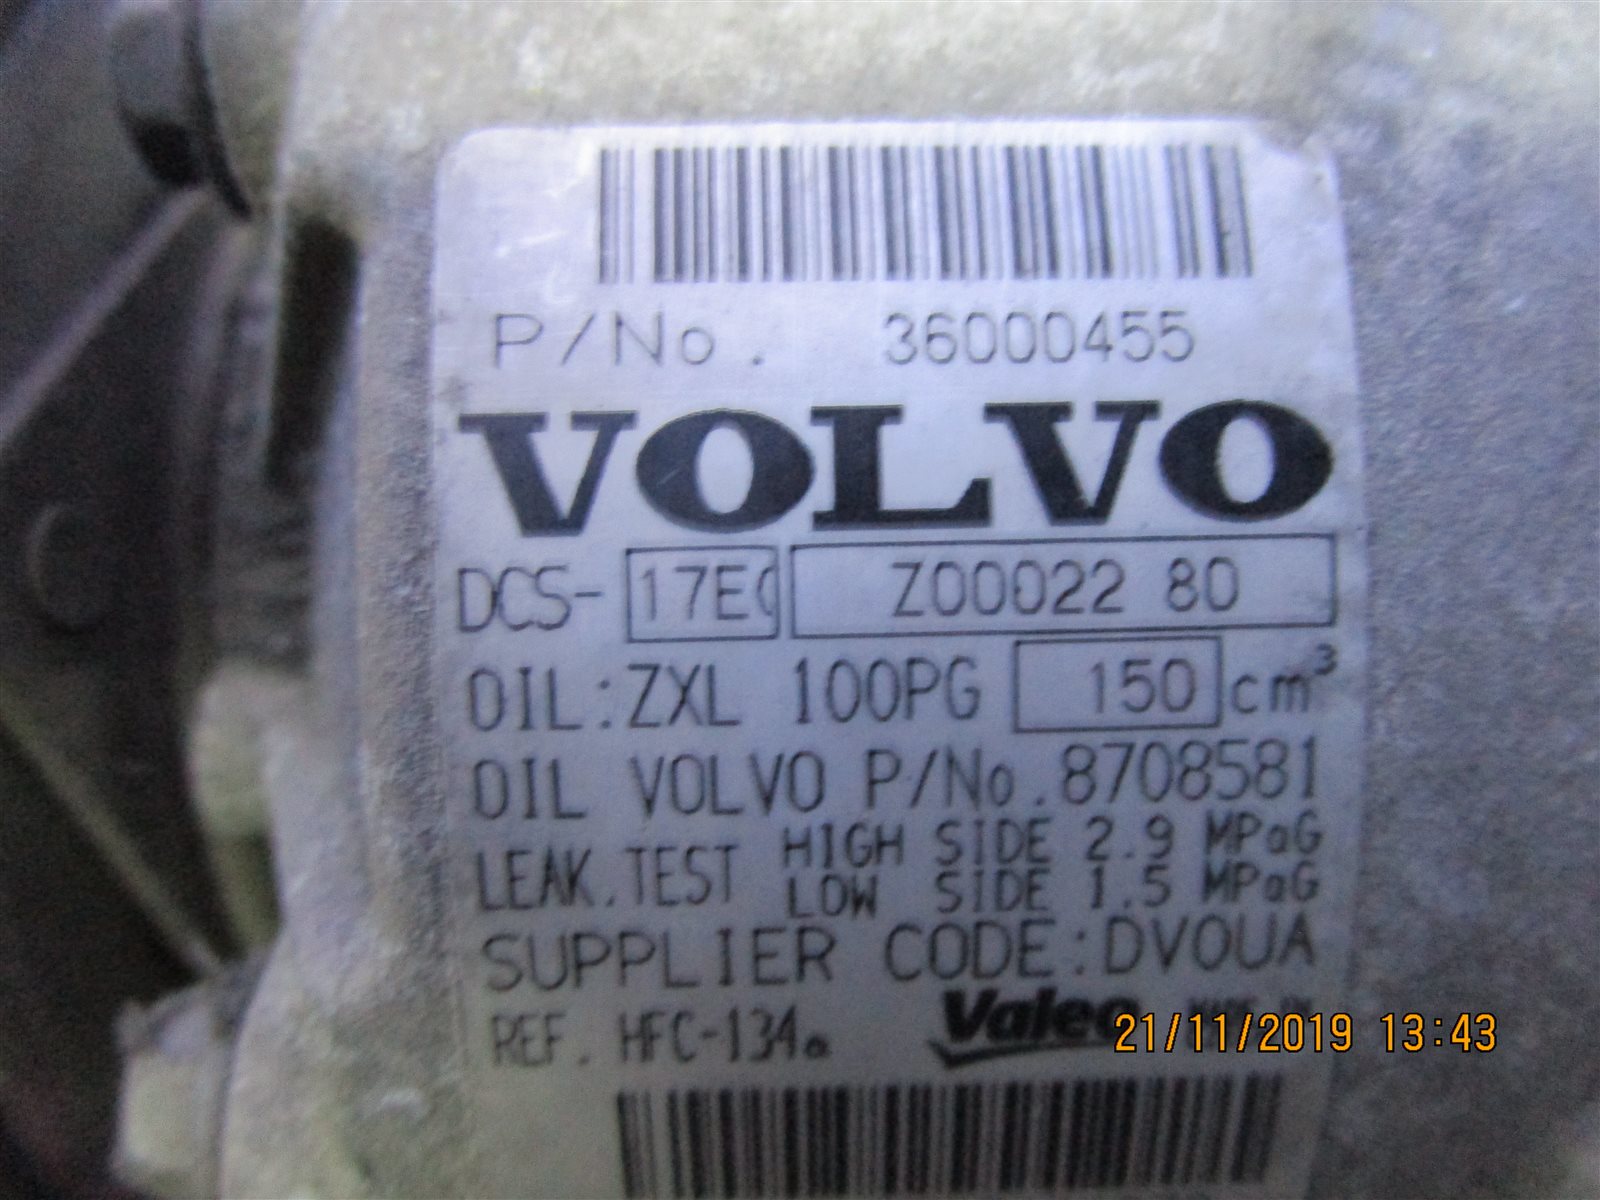 P/No. 36000455
VOLVO
DCS- 17EC Z00022 80
OIL:ZXL 100PG 150 cm³
OIL VOLVO P/No.8708581
LEAK.TEST HIGH SIDE 2.9 MPaG
LOW SIDE 1.5 MPaG
SUPPLIER CODE:DVOUA
REF. HFC-134a Valeo
21/11/2019 13:43